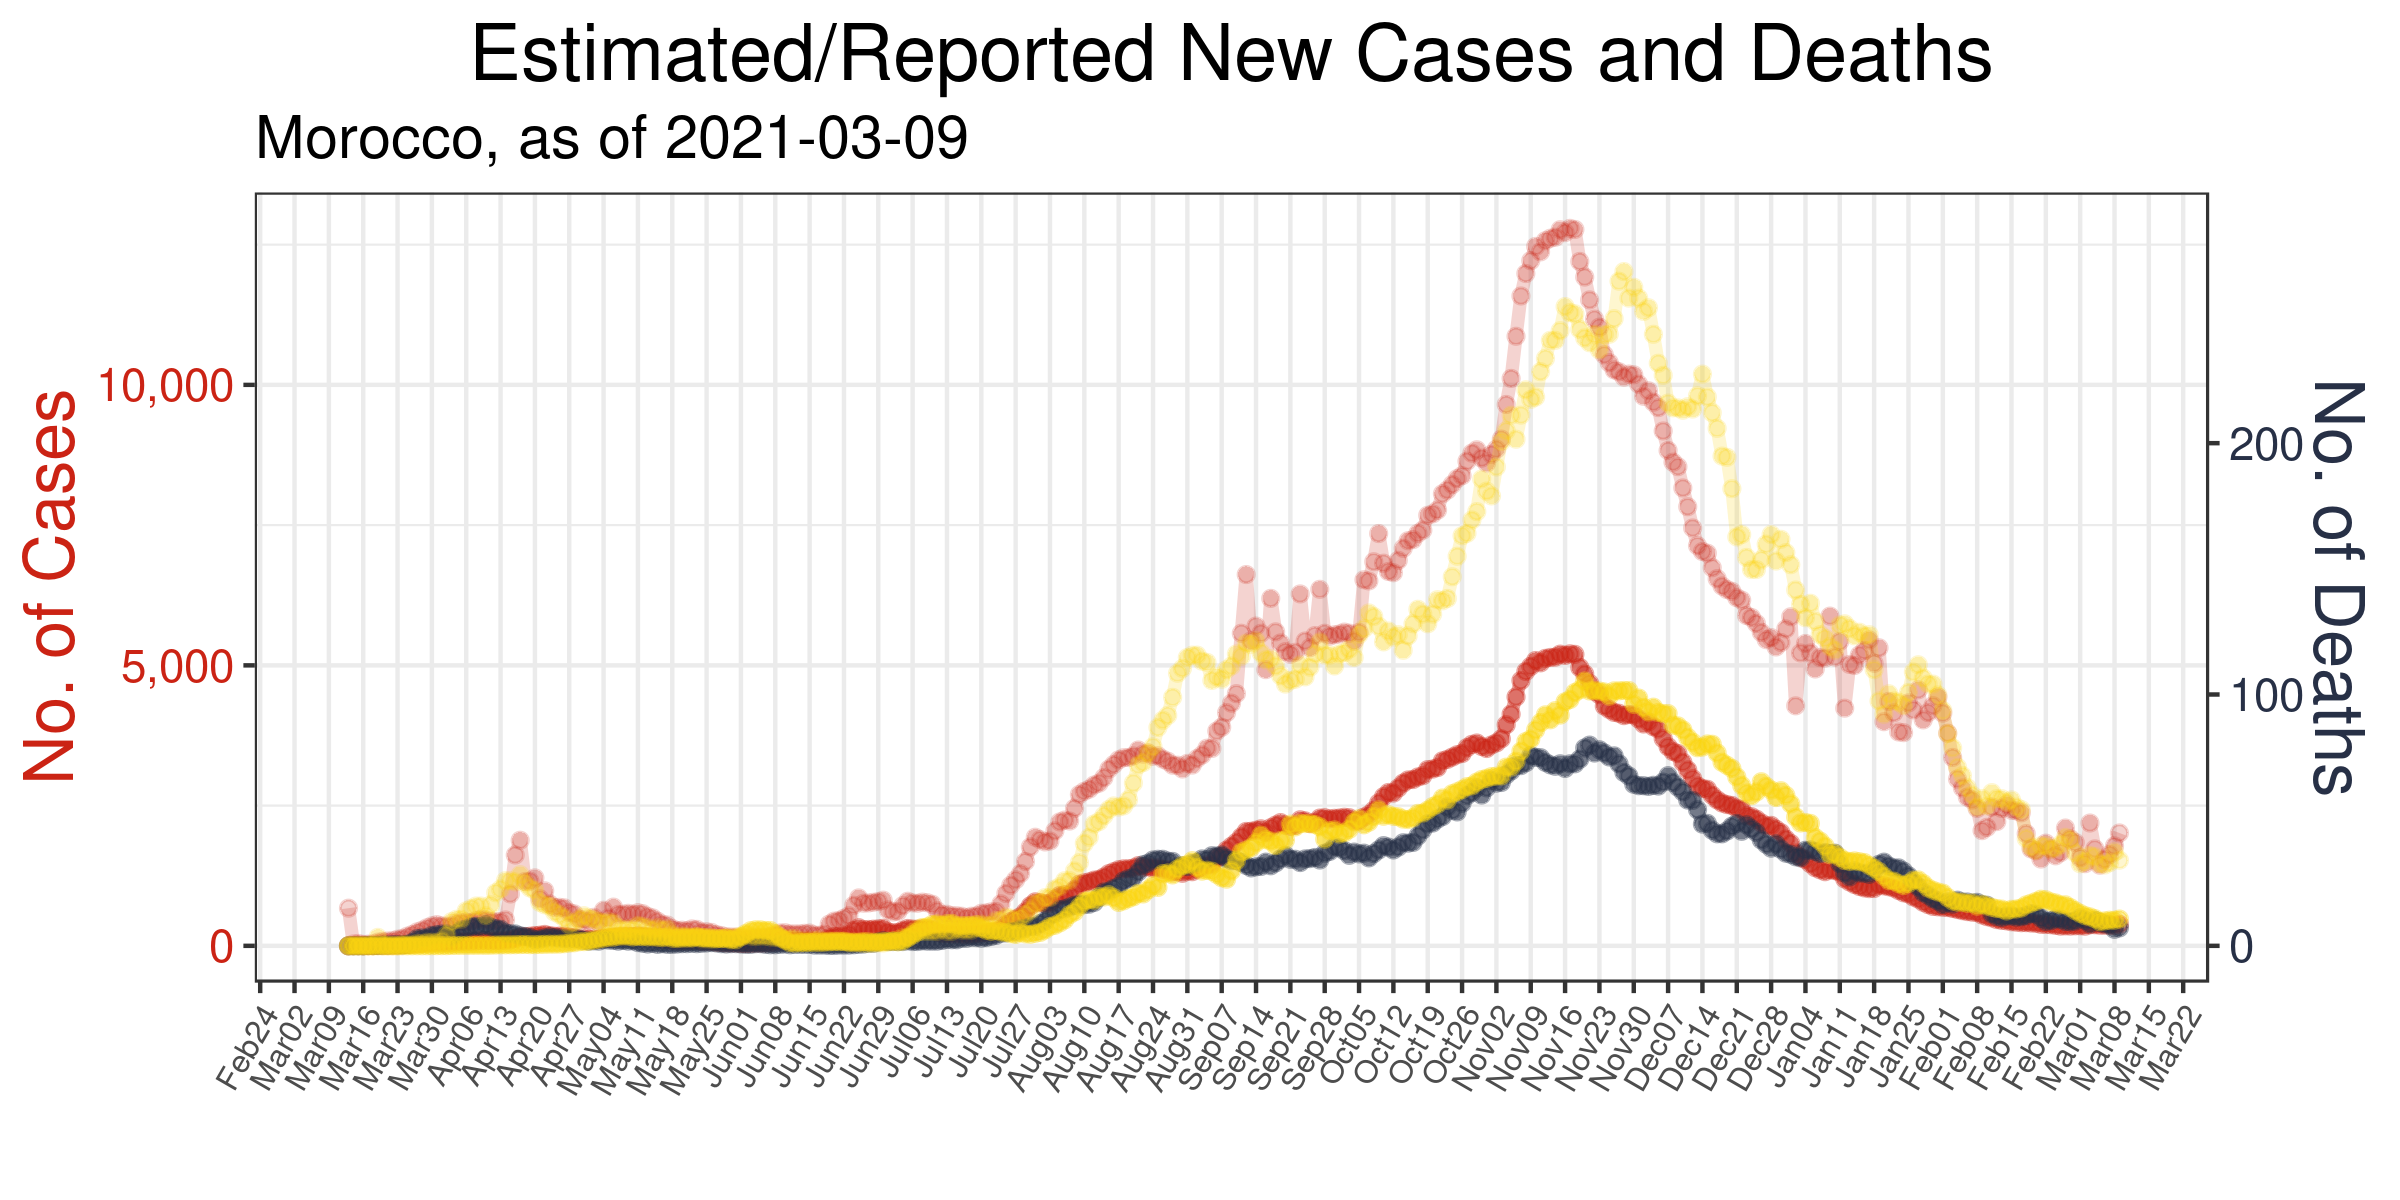 Estimated/Reported New Cases and Deaths
Morocco, as of 2021-03-09
No. of Cases
10,000
5,000
0
No. of Deaths
200
100
0
Feb24
Mar02
Mar09
Mar16
Mar23
Mar30
Apr06
Apr13
Apr20
Apr27
May04
May11
May18
May25
Jun01
Jun08
Jun15
Jun22
Jun29
Jul06
Jul13
Jul20
Jul27
Aug03
Aug10
Aug17
Aug24
Aug31
Sep07
Sep14
Sep21
Sep28
Oct05
Oct12
Oct19
Oct26
Nov02
Nov09
Nov16
Nov23
Nov30
Dec07
Dec14
Dec21
Dec28
Jan04
Jan11
Jan18
Jan25
Feb01
Feb08
Feb15
Feb22
Mar01
Mar08
Mar15
Mar22